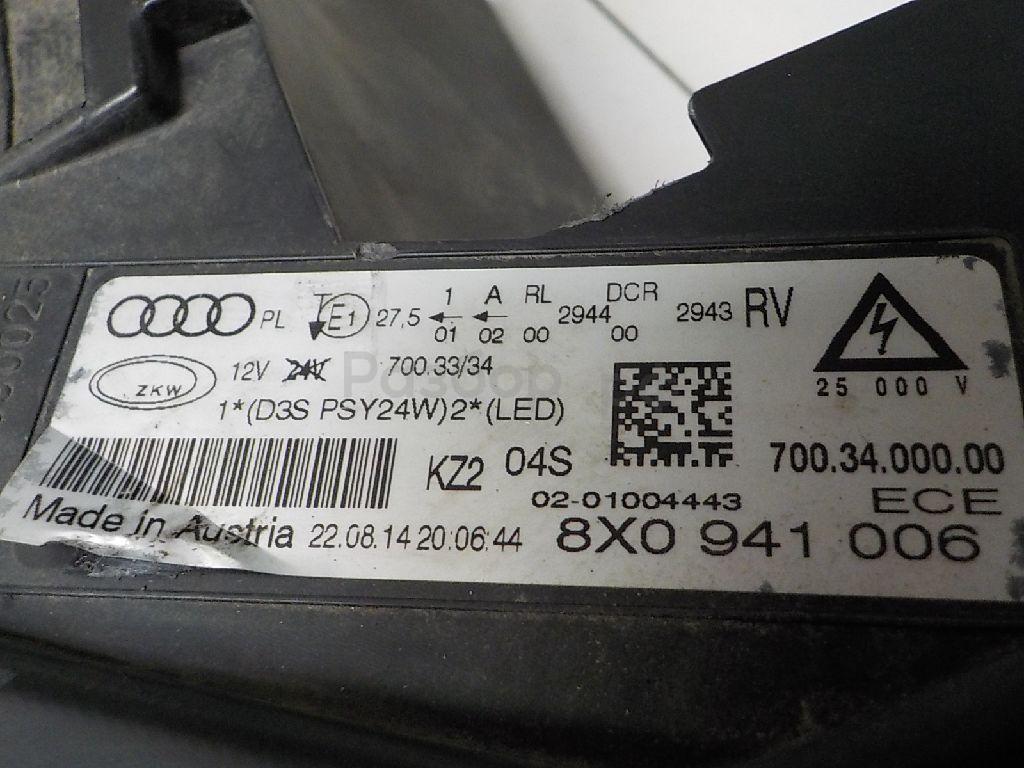 PL E1 27,5 1 01 A 02 RL 00 2944 DCR 00 2943 RV
ZKW 12V 24V 700.33/34
Разбор
25 000 V
1*(D3S PSY24W)2*(LED)
KZ2 04S 700.34.000.00
02-01004443 ECE
Made in Austria 22.08.14 20:06:44 8X0 941 006